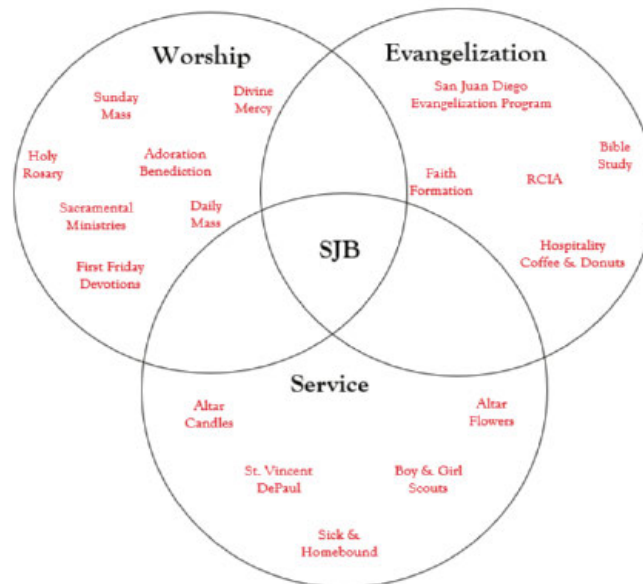 Worship
Evangelization
Sunday
Mass
Divine
Mercy
Holy
Rosary
Adoration
Benediction
Sacramental
Ministries
Daily
Mass
First Friday
Devotions
San Juan Diego
Evangelization Program
Bible
Study
Faith
Formation
RCIA
Hospitality
Coffee & Donuts
SJB
Service
Altar
Candles
Altar
Flowers
St. Vincent
DePaul
Boy & Girl
Scouts
Sick &
Homebound